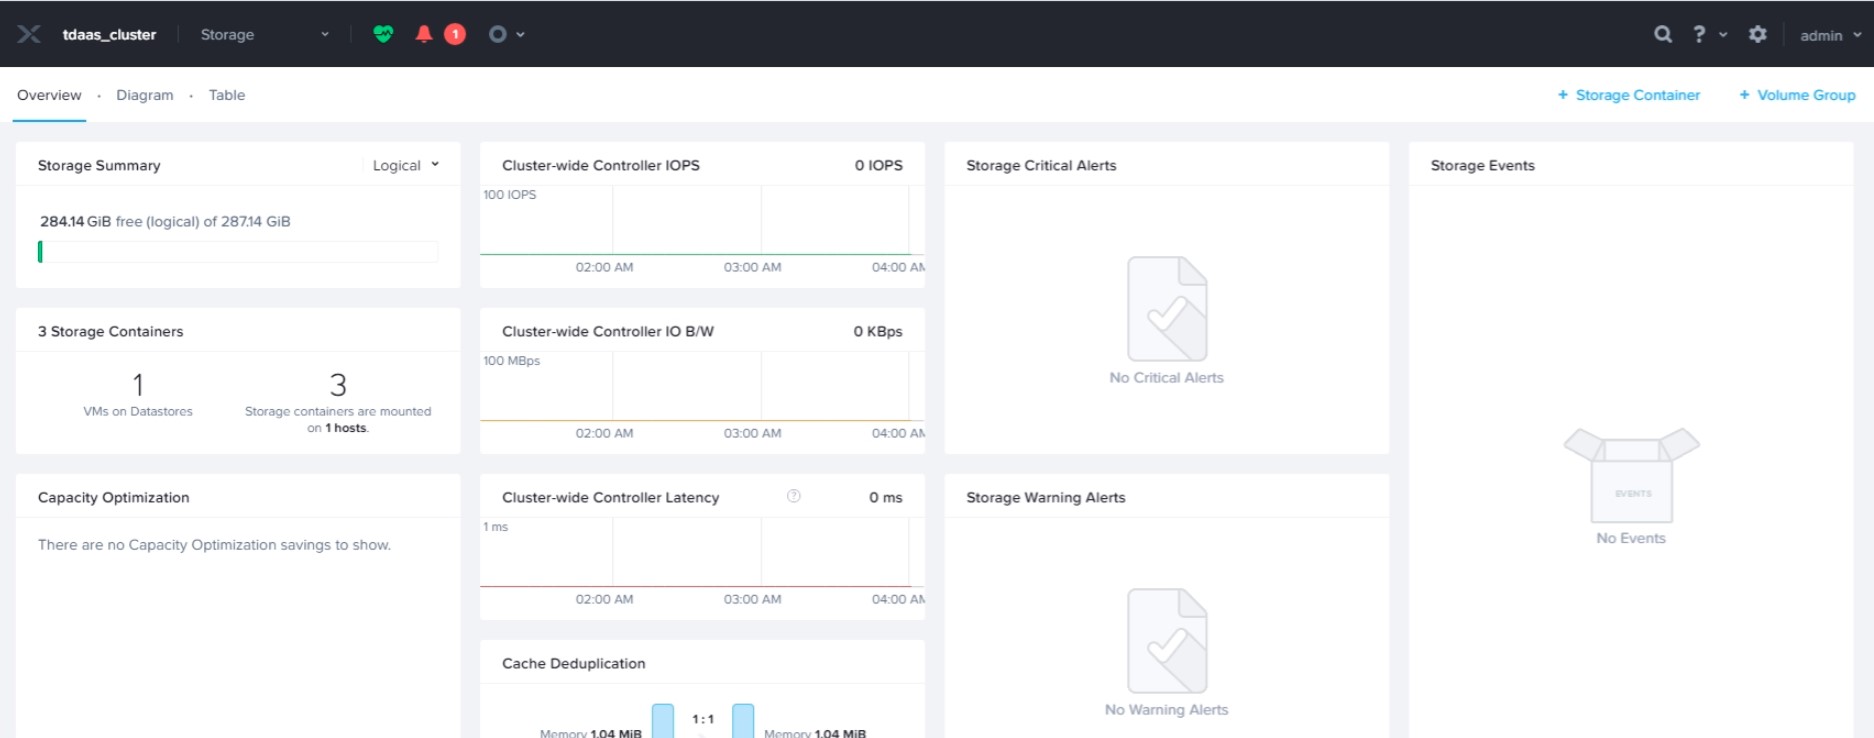 tdaas_cluster
Storage
1
?
admin
Overview · Diagram · Table
+ Storage Container
+ Volume Group
Storage Summary
Logical
284.14 GiB free (logical) of 287.14 GiB
3 Storage Containers
1
VMs on Datastores
3
Storage containers are mounted
on 1 hosts.
Capacity Optimization
There are no Capacity Optimization savings to show.
Cluster-wide Controller IOPS
0 IOPS
100 IOPS
02:00 AM
03:00 AM
04:00 AM
Cluster-wide Controller IO B/W
0 KBps
100 MBps
02:00 AM
03:00 AM
04:00 AM
Cluster-wide Controller Latency
?
0 ms
1 ms
02:00 AM
03:00 AM
04:00 AM
Cache Deduplication
1 : 1
Memory 1.04 MiB
Memory 1.04 MiB
Storage Critical Alerts
No Critical Alerts
Storage Warning Alerts
No Warning Alerts
Storage Events
EVENTS
No Events